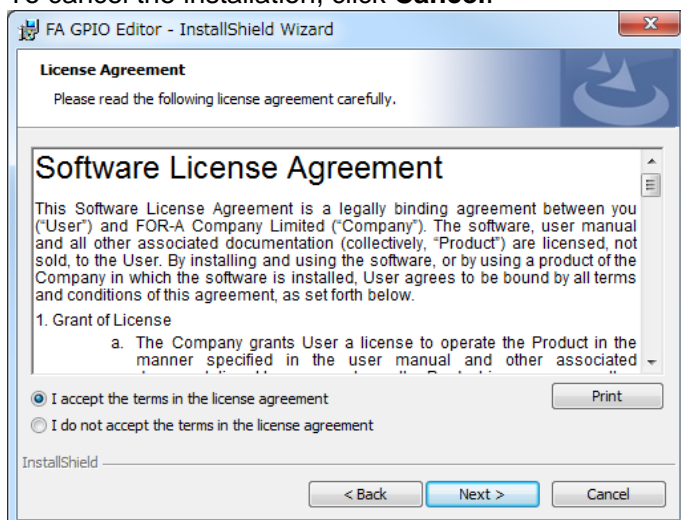 To cancel the installation, click Cancel.
FA GPIO Editor - InstallShield Wizard
License Agreement
Please read the following license agreement carefully.
Software License Agreement
This Software License Agreement is a legally binding agreement between you
(“User”) and FOR-A Company Limited (“Company”). The software, user manual
and all other associated documentation (collectively, “Product”) are licensed, not
sold, to the User. By installing and using the software, or by using a product of the
Company in which the software is installed, User agrees to be bound by all terms
and conditions of this agreement, as set forth below.
1. Grant of License
a. The Company grants User a license to operate the Product in the
manner specified in the user manual and other associated
I accept the terms in the license agreement
Print
I do not accept the terms in the license agreement
InstallShield
< Back
Next >
Cancel